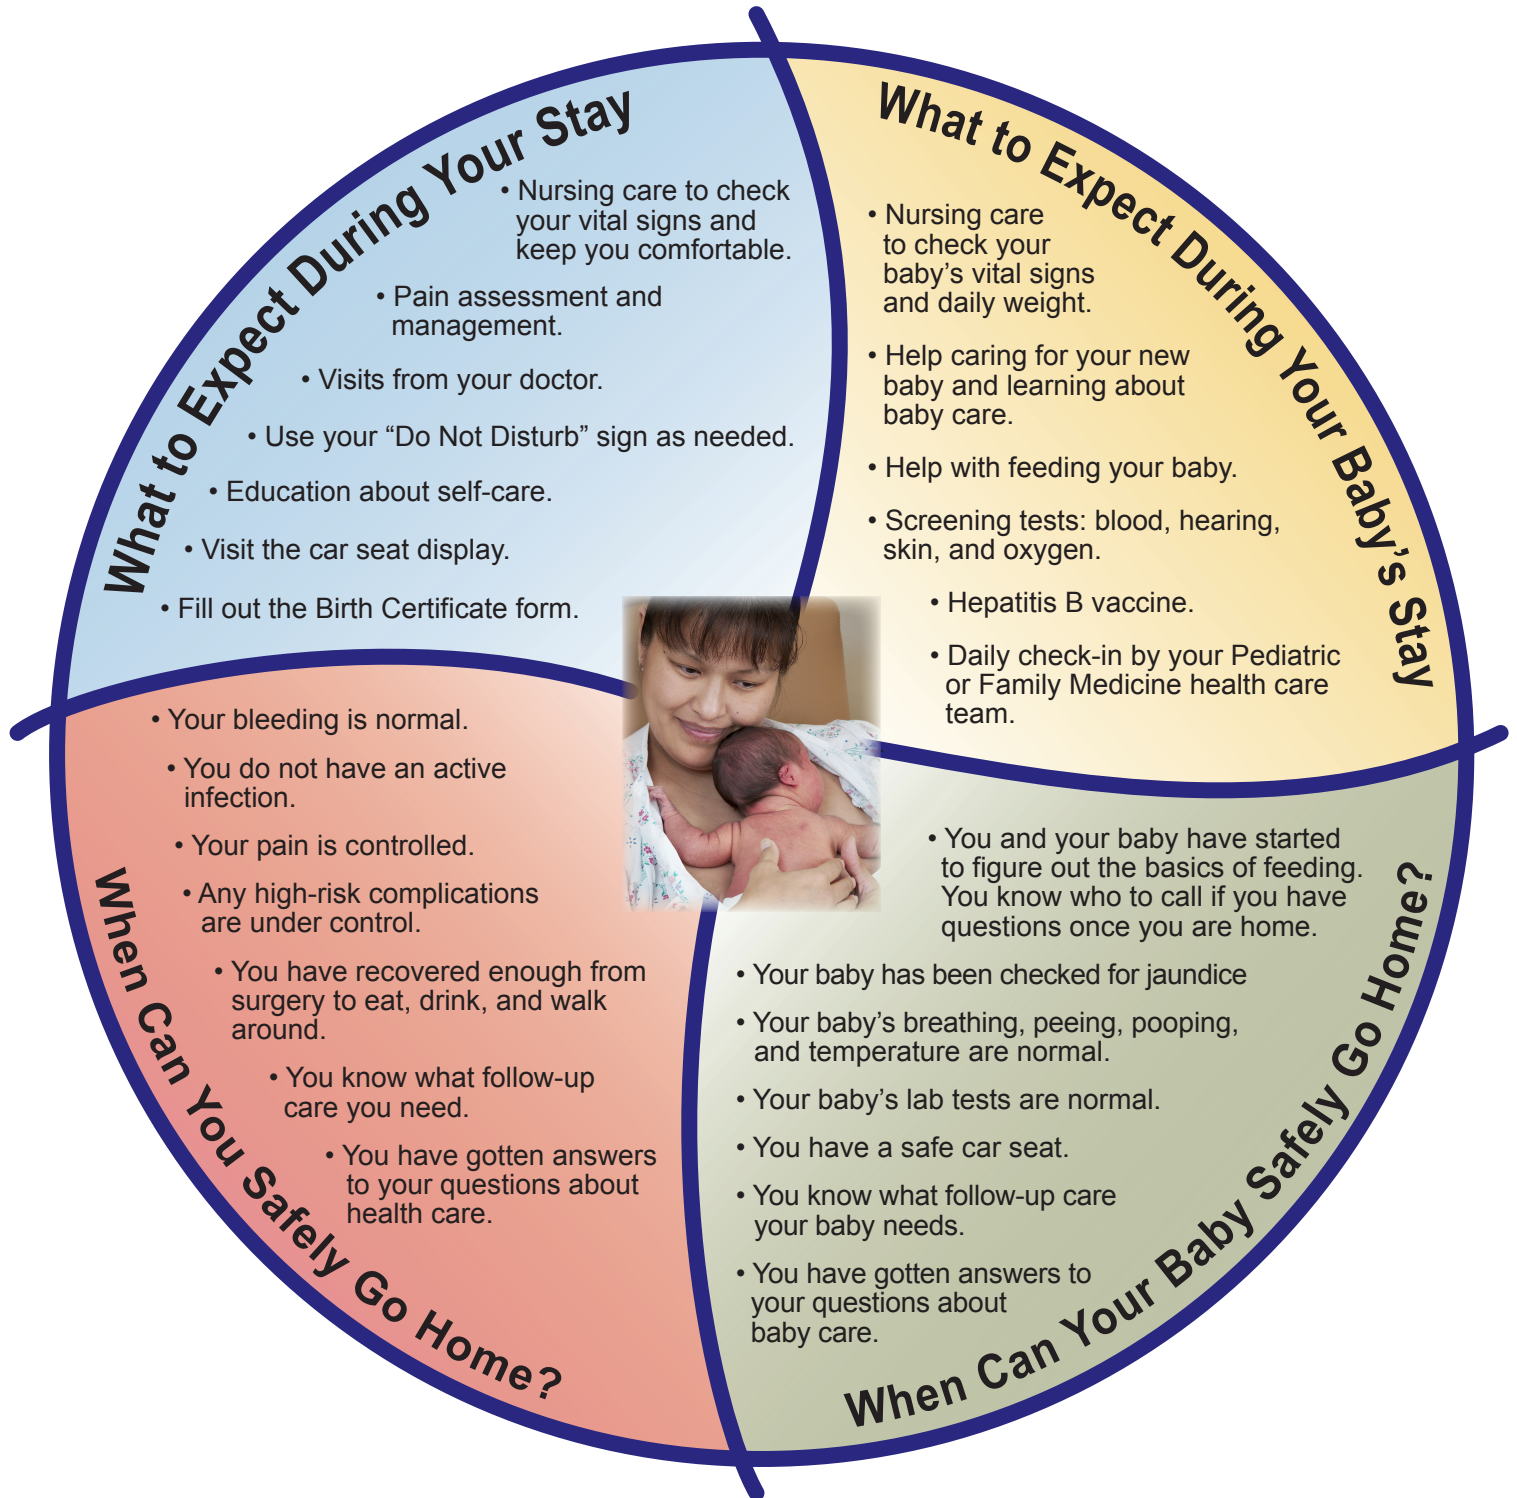 What to Expect During Your Stay
• Nursing care to check
your vital signs and
keep you comfortable.
• Pain assessment and
management.
• Visits from your doctor.
• Use your “Do Not Disturb” sign as needed.
• Education about self-care.
• Visit the car seat display.
• Fill out the Birth Certificate form.
What to Expect During Your Baby’s Stay
• Nursing care
to check your
baby’s vital signs
and daily weight.
• Help caring for your new
baby and learning about
baby care.
• Help with feeding your baby.
• Screening tests: blood, hearing,
skin, and oxygen.
• Hepatitis B vaccine.
• Daily check-in by your Pediatric
or Family Medicine health care
team.
When Can You Safely Go Home?
• Your bleeding is normal.
• You do not have an active
infection.
• Your pain is controlled.
• Any high-risk complications
are under control.
• You have recovered enough from
surgery to eat, drink, and walk
around.
• You know what follow-up
care you need.
• You have gotten answers
to your questions about
health care.
When Can Your Baby Safely Go Home?
• You and your baby have started
to figure out the basics of feeding.
You know who to call if you have
questions once you are home.
• Your baby has been checked for jaundice
• Your baby’s breathing, peeing, pooping,
and temperature are normal.
• Your baby’s lab tests are normal.
• You have a safe car seat.
• You know what follow-up care
your baby needs.
• You have gotten answers to
your questions about
baby care.